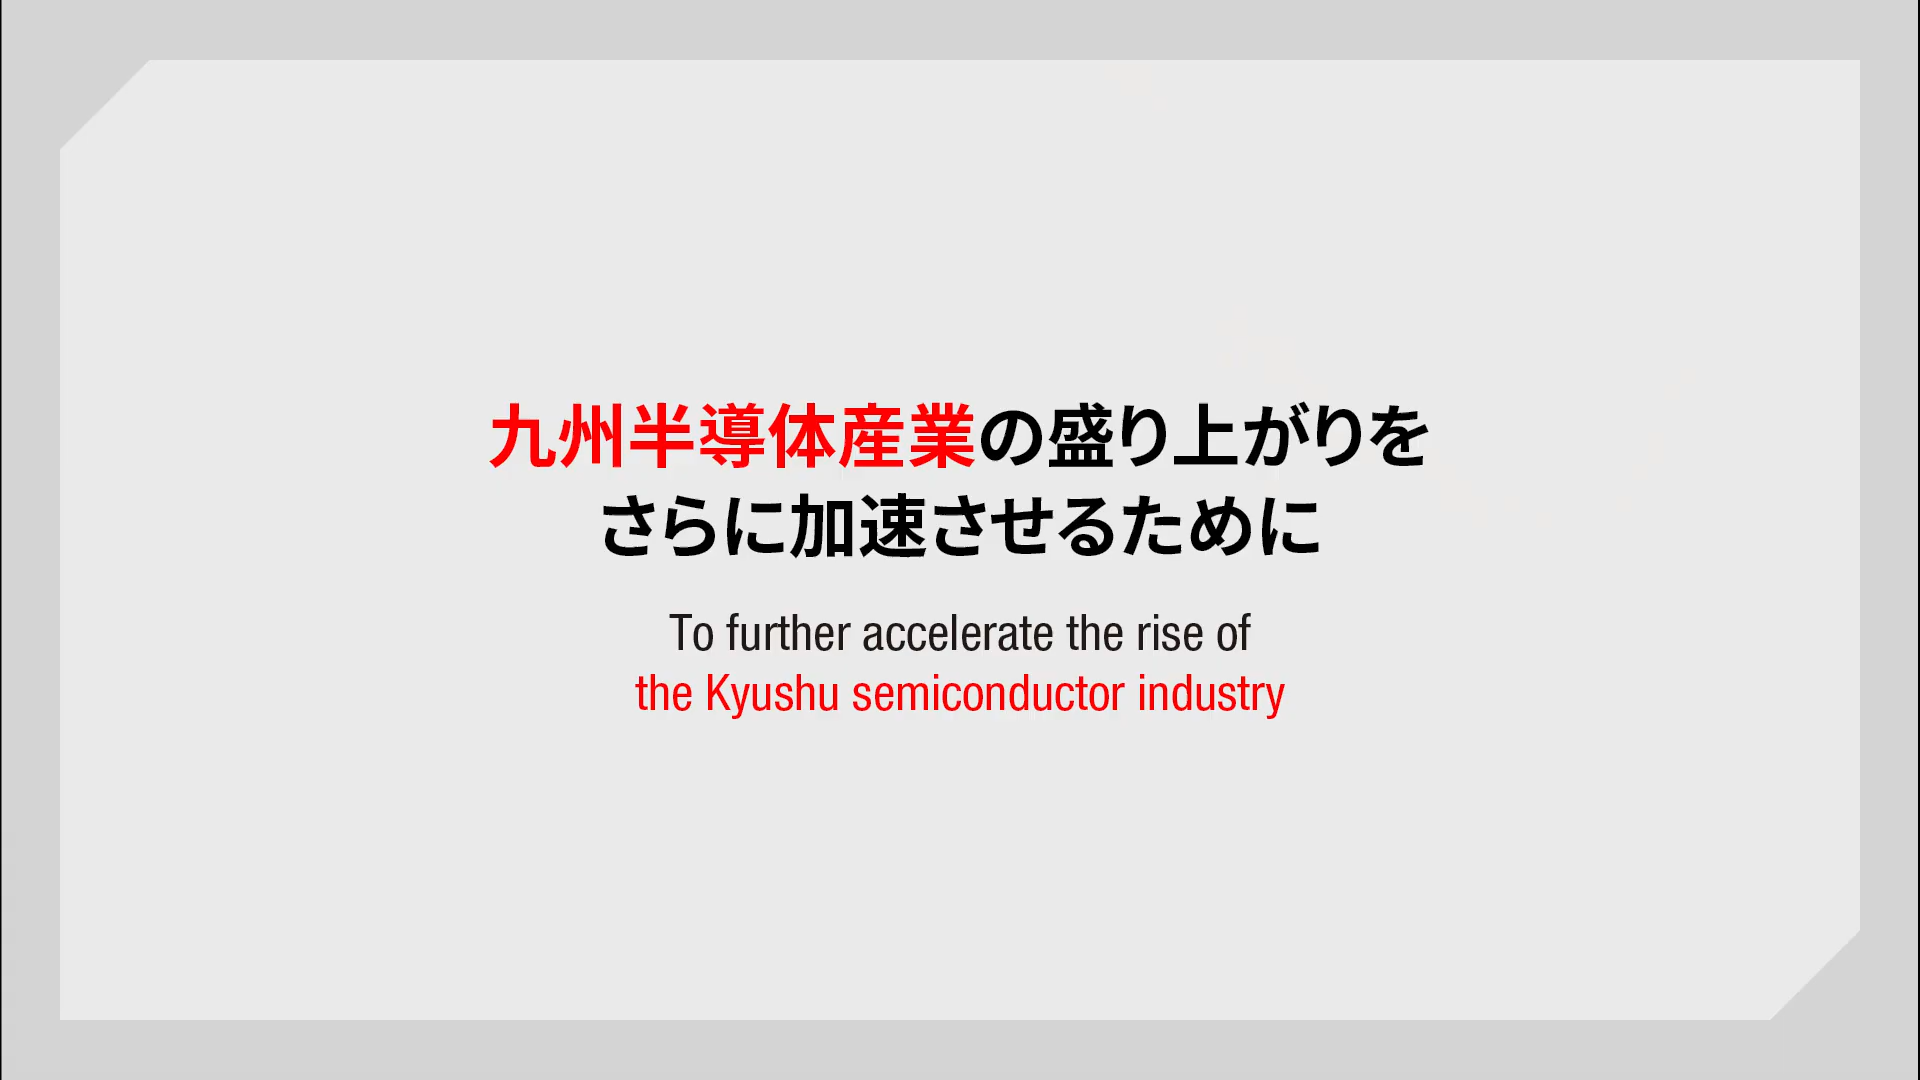 九州半導体産業の盛り上がりを
さらに加速させるために
To further accelerate the rise of
the Kyushu semiconductor industry